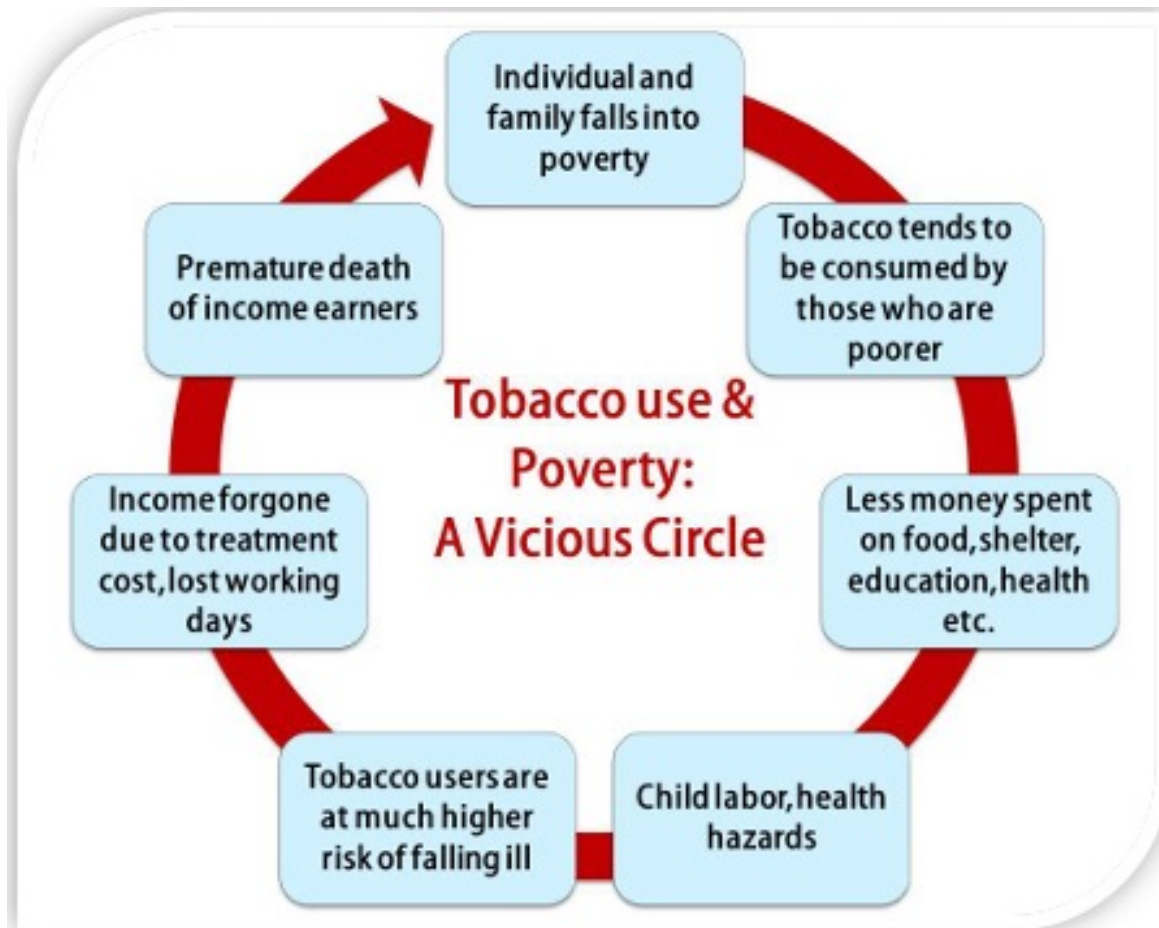 Individual and
family falls into
poverty
Tobacco tends to
be consumed by
those who are
poorer
Less money spent
on food, shelter,
education, health
etc.
Child labor, health
hazards
Tobacco users are
at much higher
risk of falling ill
Income forgone
due to treatment
cost, lost working
days
Premature death
of income earners
Tobacco use &
Poverty:
A Vicious Circle